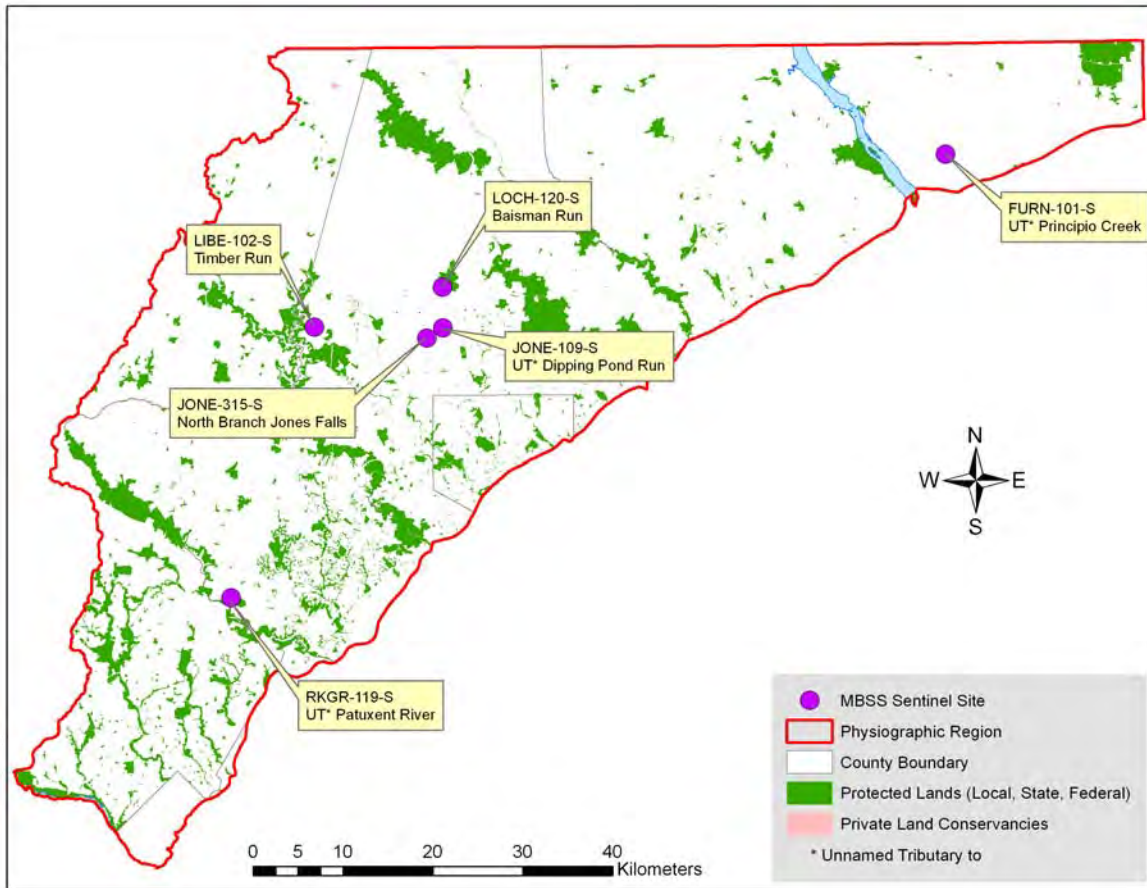 LOCH-120-S
Baisman Run
FURN-101-S
UT* Principio Creek
LIBE-102-S
Timber Run
JONE-109-S
UT* Dipping Pond Run
JONE-315-S
North Branch Jones Falls
N
W E
S
RKGR-119-S
UT* Patuxent River
MBSS Sentinel Site
Physiographic Region
County Boundary
Protected Lands (Local, State, Federal)
Private Land Conservancies
* Unnamed Tributary to
0 5 10 20 30 40
Kilometers